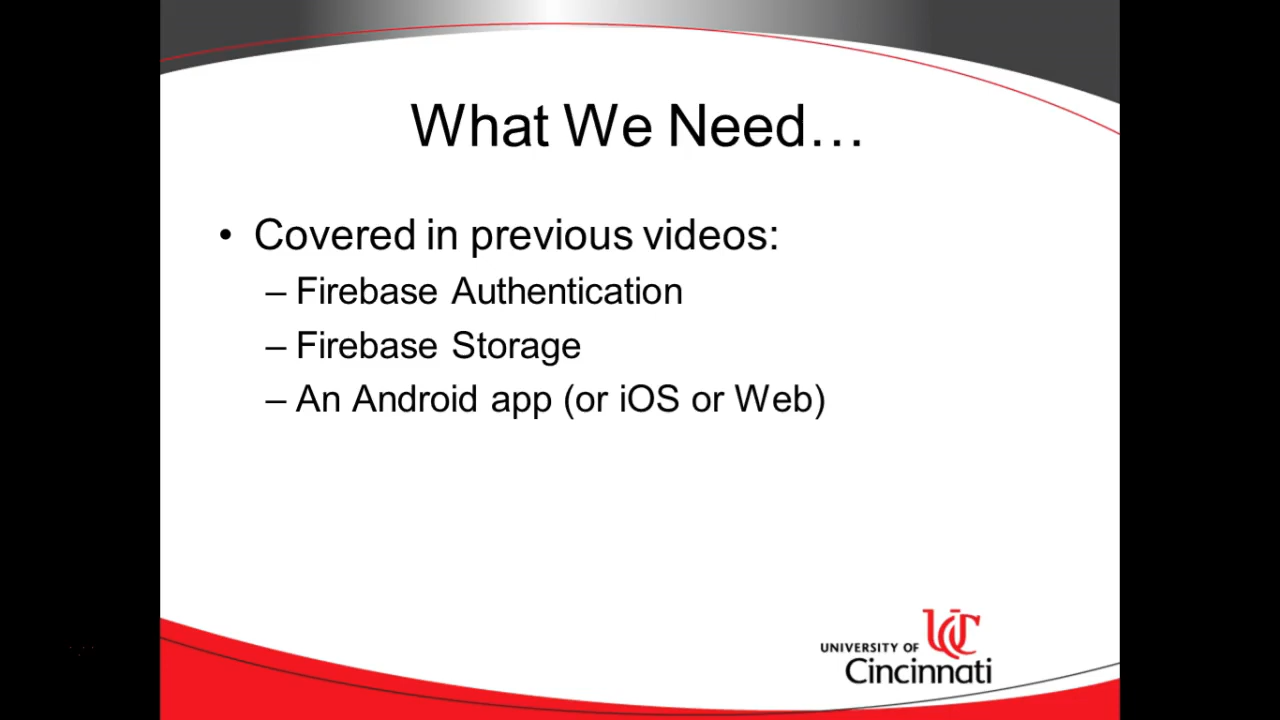 What We Need…
• Covered in previous videos:
– Firebase Authentication
– Firebase Storage
– An Android app (or iOS or Web)
UC
UNIVERSITY OF
Cincinnati